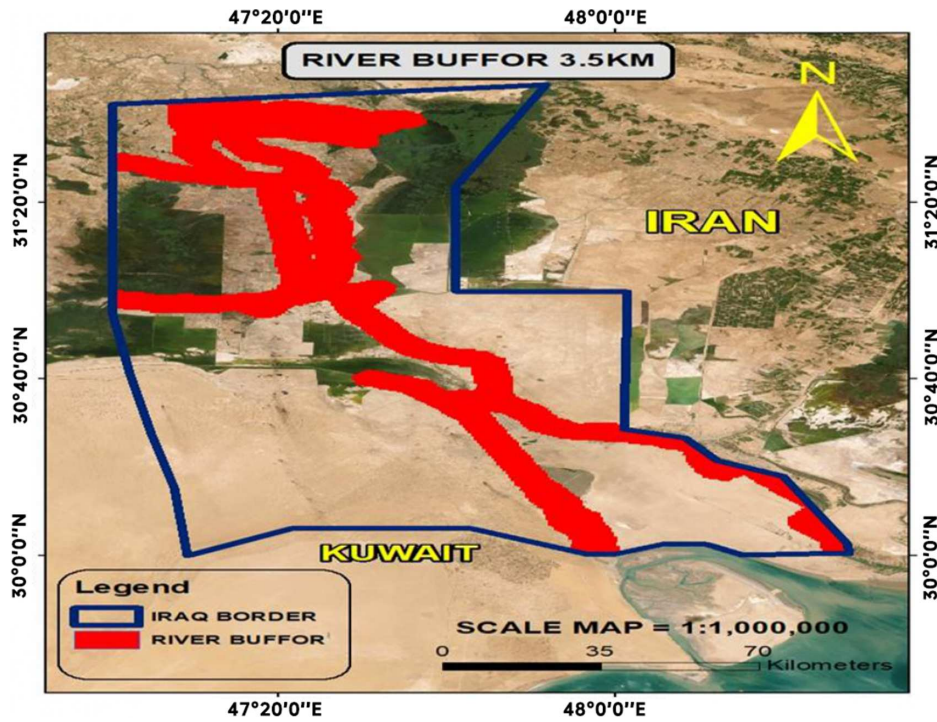 47°20'0''E
48°0'0''E
RIVER BUFFOR 3.5KM
N
31°20'0''N
31°20'0''N
IRAN
30°40'0''N
30°40'0''N
30°0'0''N
30°0'0''N
KUWAIT
Legend
IRAQ BORDER
RIVER BUFFOR
SCALE MAP = 1:1,000,000
0 35 70
Kilometers
47°20'0''E
48°0'0''E